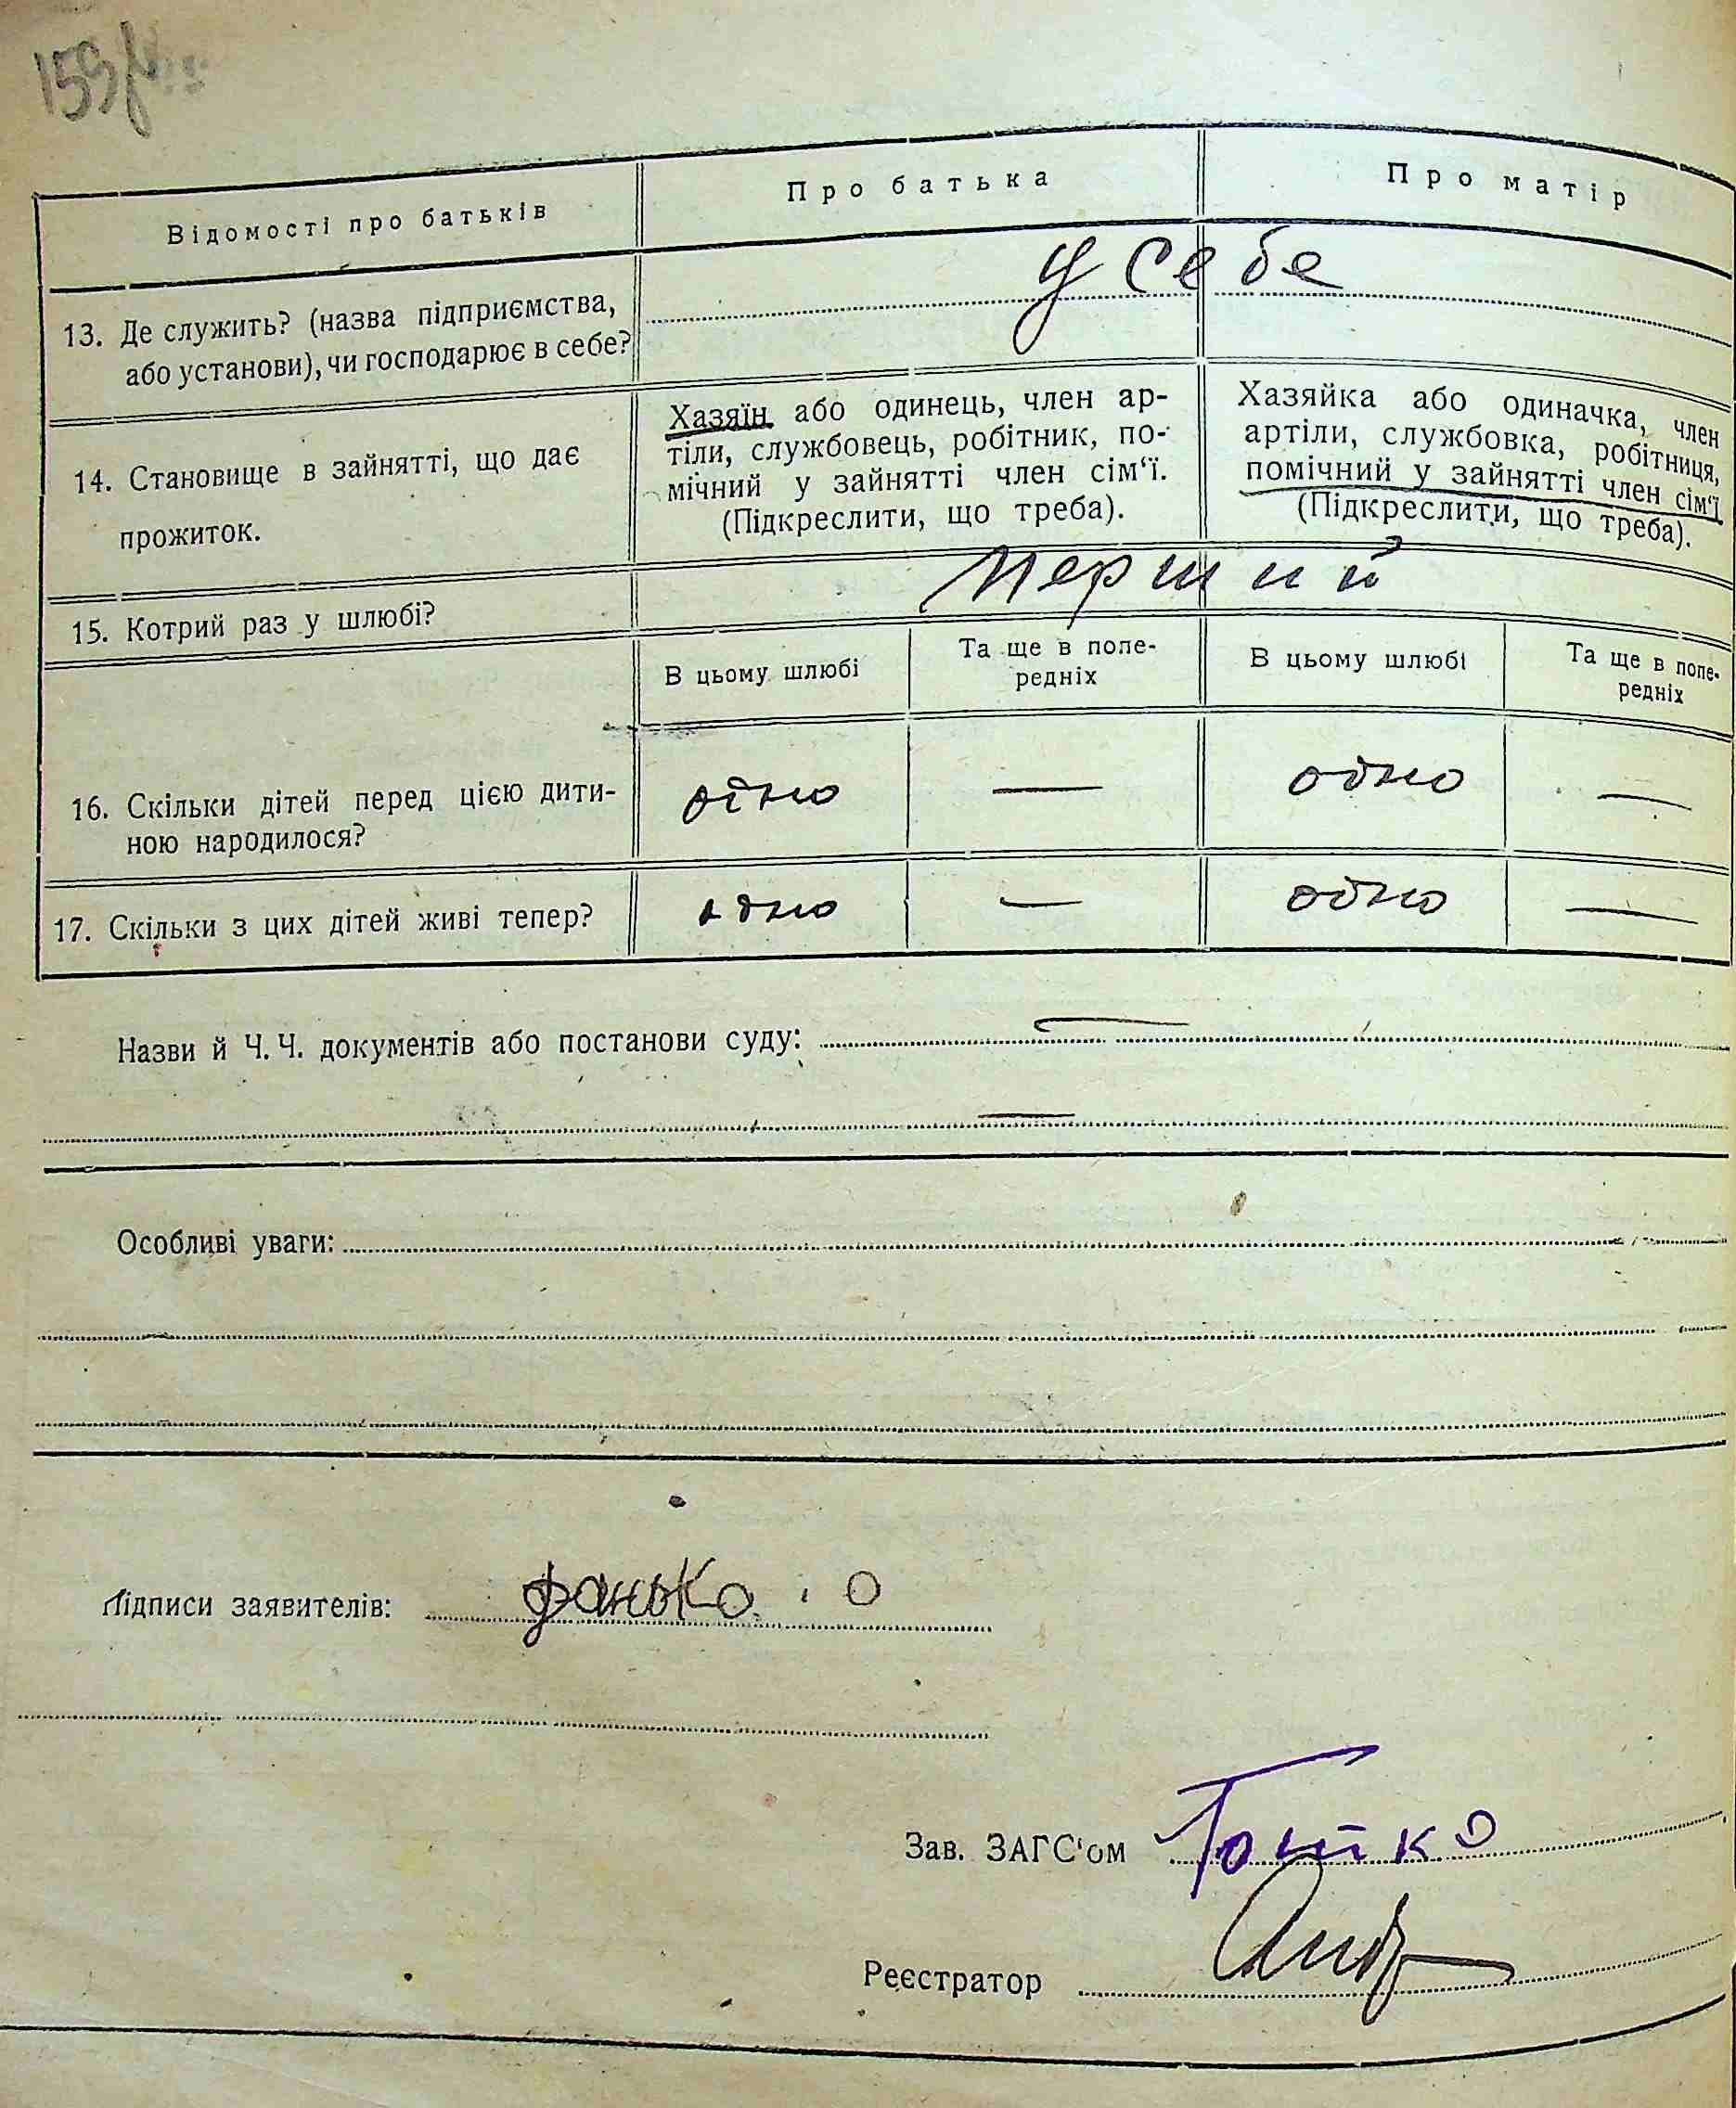 159
Відомості про батьків
Про батька
Про матір
13. Де служить? (назва підприємства,
або установи), чи господарює в себе?
у себе
14. Становище в зайнятті, що дає
прожиток.
Хазяїн або одинець, член ар-
тіли, службовець, робітник, по-
мічний у зайнятті член сім‘ї.
(Підкреслити, що треба).
Хазяйка або одиначка, член
артіли, службовка, робітниця,
помічний у зайнятті член сім‘ї
(Підкреслити, що треба).
15. Котрий раз у шлюбі?
перший
В цьому шлюбі
Та ще в попе-
редніх
В цьому шлюбі
Та ще в попе-
редніх
16. Скільки дітей перед цією дити-
ною народилося?
одно — одно —
17. Скільки з цих дітей живі тепер?
одно — одно —
Назви й Ч. Ч. документів або постанови суду: —
—
Особливі уваги:
Підписи заявителів: фанько. О
Зав. ЗАГС‘ом
Реєстратор